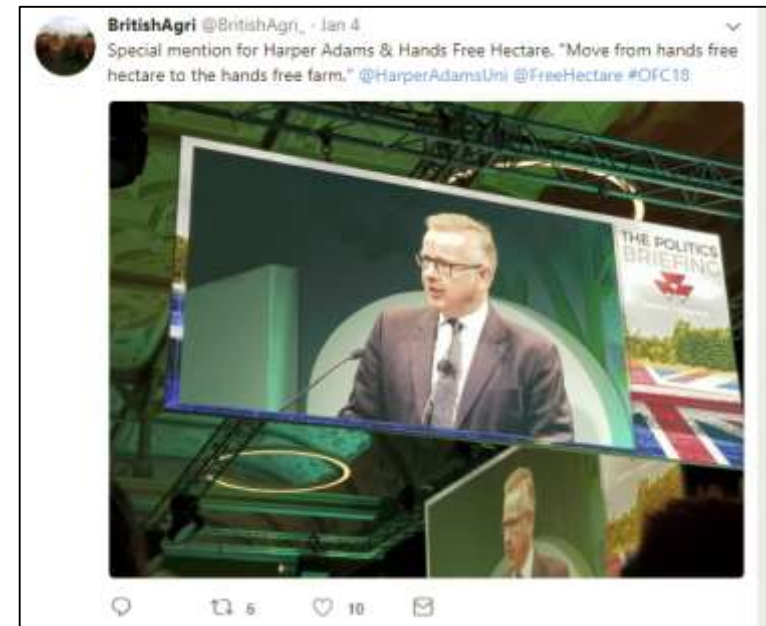 BritishAgri @BritishAgri_ · Jan 4
Special mention for Harper Adams & Hands Free Hectare. "Move from hands free
hectare to the hands free farm." @HarperAdamsUni @FreeHectare #OFC18
THE POLITICS
BRIEFING
6
10